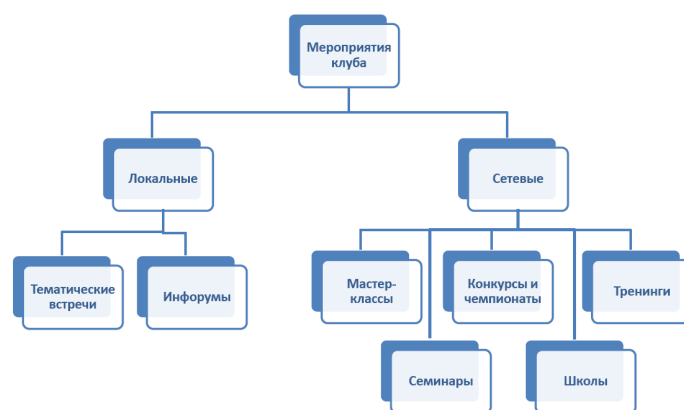 Мероприятия
клуба
Локальные
Сетевые
Тематические
встречи
Инфорумы
Мастер-
классы
Конкурсы и
чемпионаты
Тренинги
Семинары
Школы